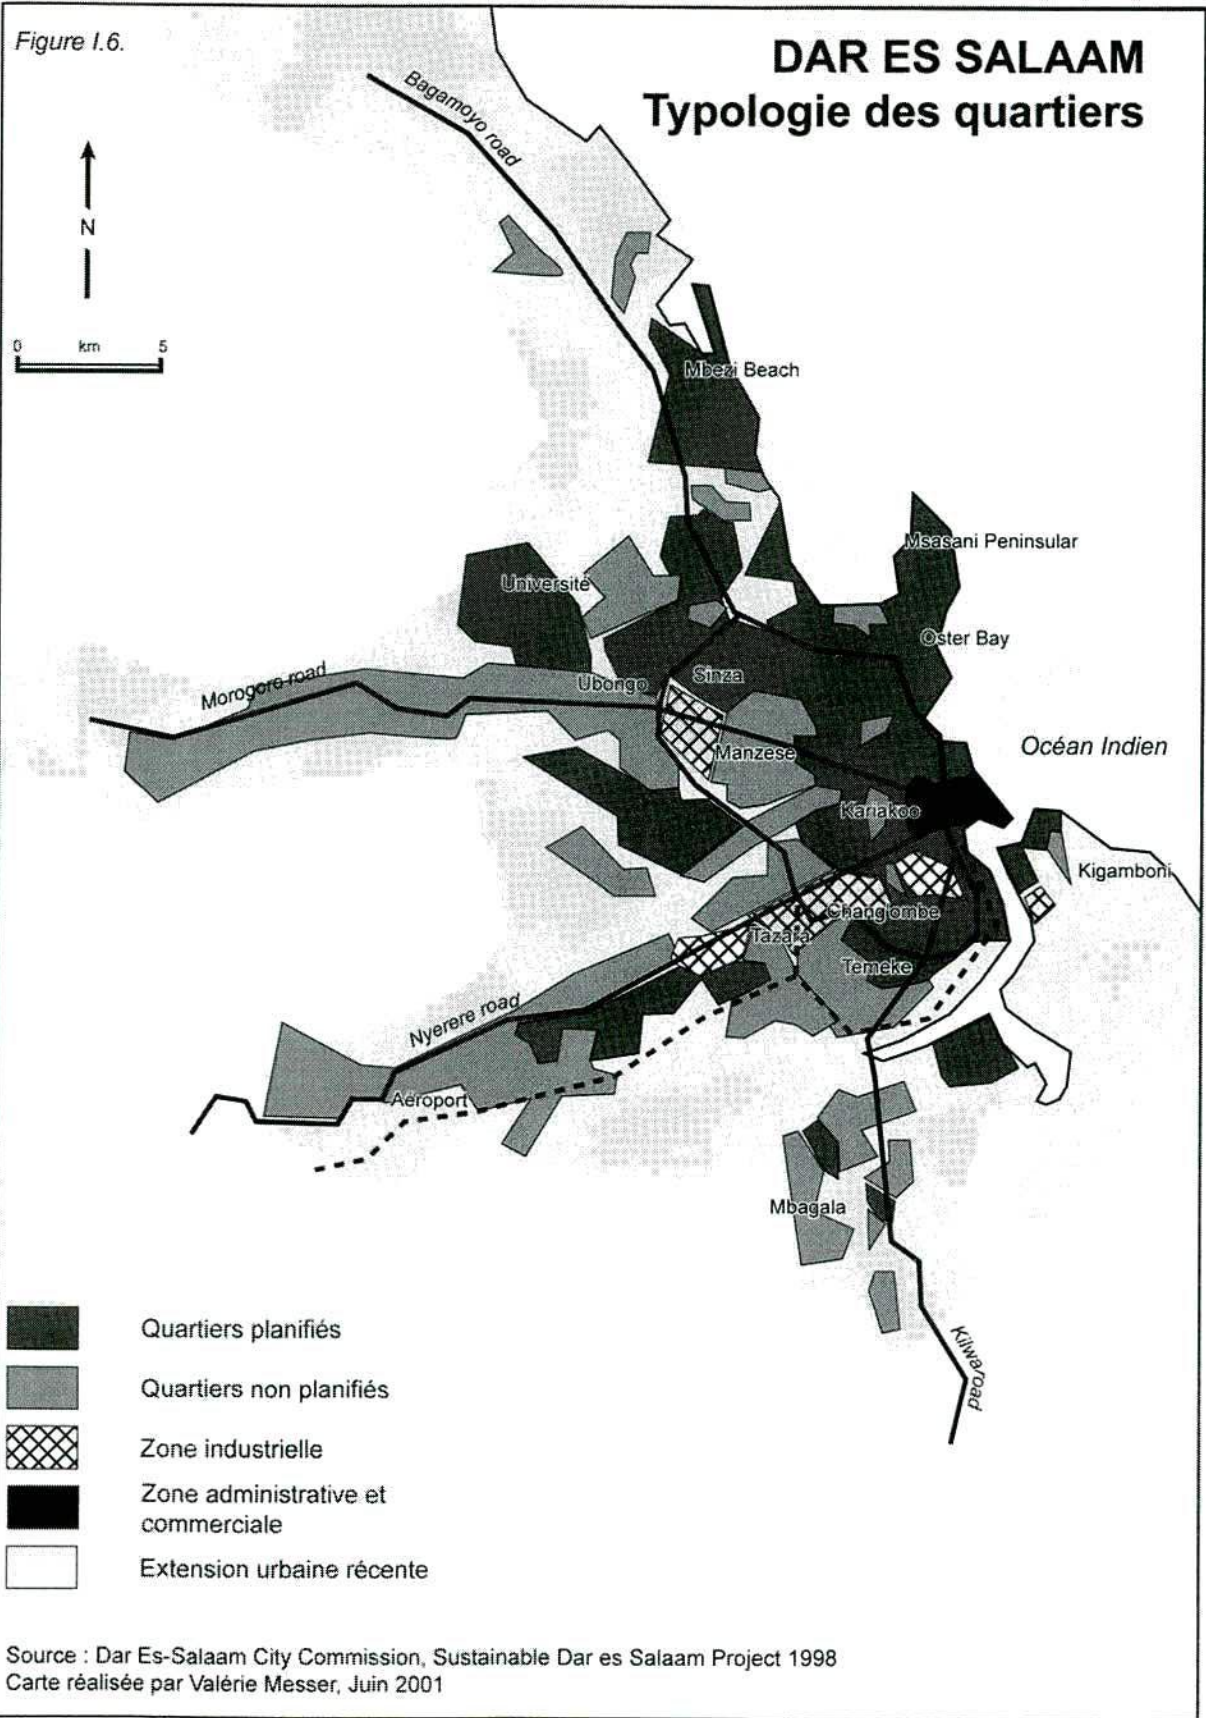 Figure I.6.
DAR ES SALAAM
Typologie des quartiers
Bagamoyo road
N
0 km 5
Mbezi Beach
Msasani Peninsular
Université
Oster Bay
Morogoro road
Ubongo
Sinza
Océan Indien
Manzese
Kariakoo
Kigamboni
Chang'ombe
Tazara
Temeke
Nyerere road
Aéroport
Mbagala
Kilwa road
Quartiers planifiés
Quartiers non planifiés
Zone industrielle
Zone administrative et
commerciale
Extension urbaine récente
Source : Dar Es-Salaam City Commission, Sustainable Dar es Salaam Project 1998
Carte réalisée par Valérie Messer, Juin 2001